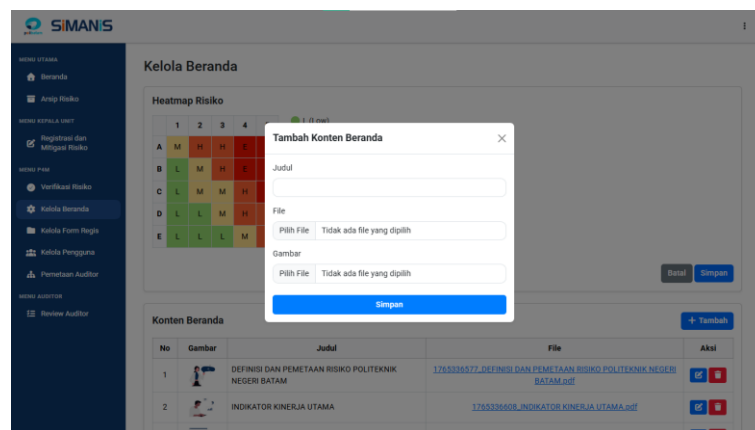 SiMANIS
MENU UTAMA
Beranda
Arsip Risiko
MENU KEPALA UNIT
Registrasi dan
Mitigasi Risiko
MENU P4M
Verifikasi Risiko
Kelola Beranda
Kelola Form Regis
Kelola Pengguna
Pemetaan Auditor
MENU AUDITOR
Review Auditor
Kelola Beranda
Heatmap Risiko
1 2 3 4
L (Low)
A M H H E
B L M H E
C L M M H
D L L M H
E L L L M
Tambah Konten Beranda
Judul
File
Pilih File Tidak ada file yang dipilih
Gambar
Pilih File Tidak ada file yang dipilih
Simpan
Batal Simpan
Konten Beranda
+ Tambah
No Gambar Judul File Aksi
1 DEFINISI DAN PEMETAAN RISIKO POLITEKNIK NEGERI BATAM 1765336577_DEFINISI DAN PEMETAAN RISIKO POLITEKNIK NEGERI BATAM.pdf
2 INDIKATOR KINERJA UTAMA 1765336608_INDIKATOR KINERJA UTAMA.pdf